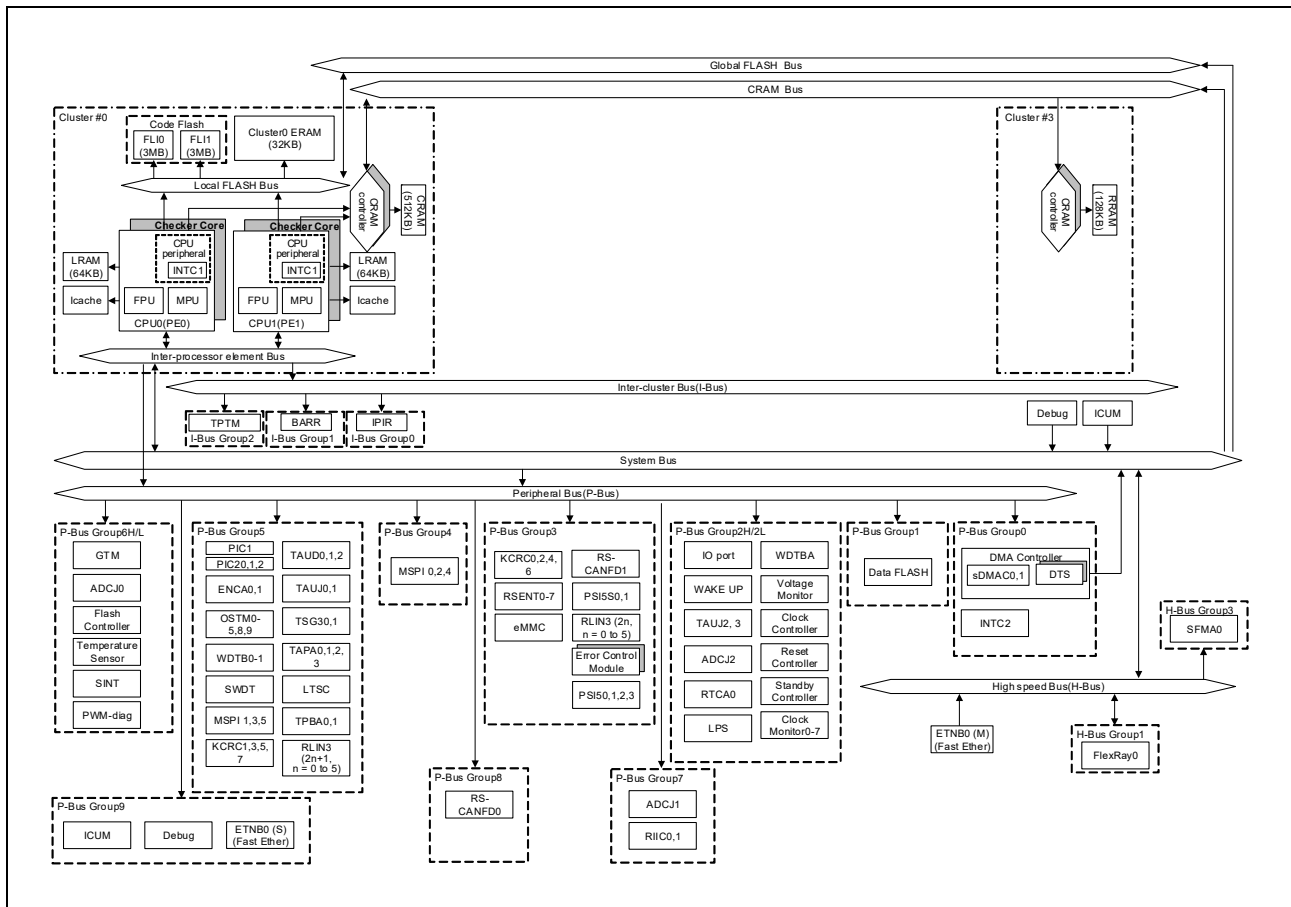 Global FLASH Bus
CRAM Bus
Cluster #0
Code Flash
FLI0
(3MB)
FLI1
(3MB)
Cluster0 ERAM
(32KB)
Local FLASH Bus
CRAM
controller
CRAM
(512KB)
Checker Core
CPU
peripheral
INTC1
FPU
MPU
CPU0(PE0)
LRAM
(64KB)
Icache
Checker Core
CPU
peripheral
INTC1
FPU
MPU
CPU1(PE1)
LRAM
(64KB)
Icache
Inter-processor element Bus
Cluster #3
CRAM
controller
RRAM
(128KB)
Inter-cluster Bus(I-Bus)
TPTM
I-Bus Group2
BARR
I-Bus Group1
IPIR
I-Bus Group0
Debug
ICUM
System Bus
Peripheral Bus(P-Bus)
P-Bus Group6H/L
GTM
ADCJ0
Flash
Controller
Temperature
Sensor
SINT
PWM-diag
P-Bus Group5
PIC1
PIC20,1,2
ENCA0,1
OSTM0-
5,8,9
WDTB0-1
SWDT
MSPI 1,3,5
KCRC1,3,5,
7
TAUD0,1,2
TAUJ0,1
TSG30,1
TAPA0,1,2,
3
LTSC
TPBA0,1
RLIN3
(2n+1,
n = 0 to 5)
P-Bus Group4
MSPI 0,2,4
P-Bus Group3
KCRC0,2,4,
6
RSENT0-7
eMMC
RS-
CANFD1
PSI5S0,1
RLIN3 (2n,
n = 0 to 5)
Error Control
Module
PSI50,1,2,3
P-Bus Group2H/2L
IO port
WAKE UP
TAUJ2, 3
ADCJ2
RTCA0
LPS
WDTBA
Voltage
Monitor
Clock
Controller
Reset
Controller
Standby
Controller
Clock
Monitor0-7
P-Bus Group1
Data FLASH
P-Bus Group0
DMA Controller
sDMAC0,1
DTS
INTC2
H-Bus Group3
SFMA0
High speed Bus(H-Bus)
ETNB0 (M)
(Fast Ether)
H-Bus Group1
FlexRay0
P-Bus Group8
RS-
CANFD0
P-Bus Group7
ADCJ1
RIIC0,1
P-Bus Group9
ICUM
Debug
ETNB0 (S)
(Fast Ether)